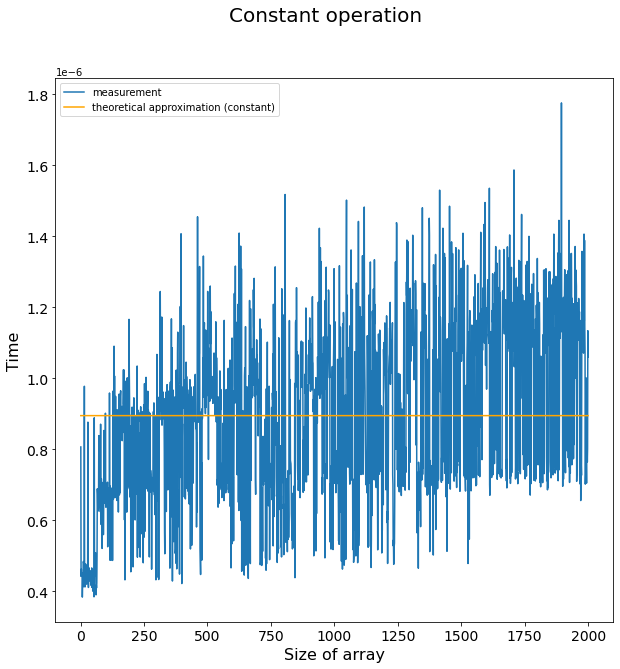 Constant operation
1e−6
measurement
theoretical approximation (constant)
1.8
1.6
1.4
1.2
1.0
0.8
0.6
0.4
Time
0 250 500 750 1000 1250 1500 1750 2000
Size of array